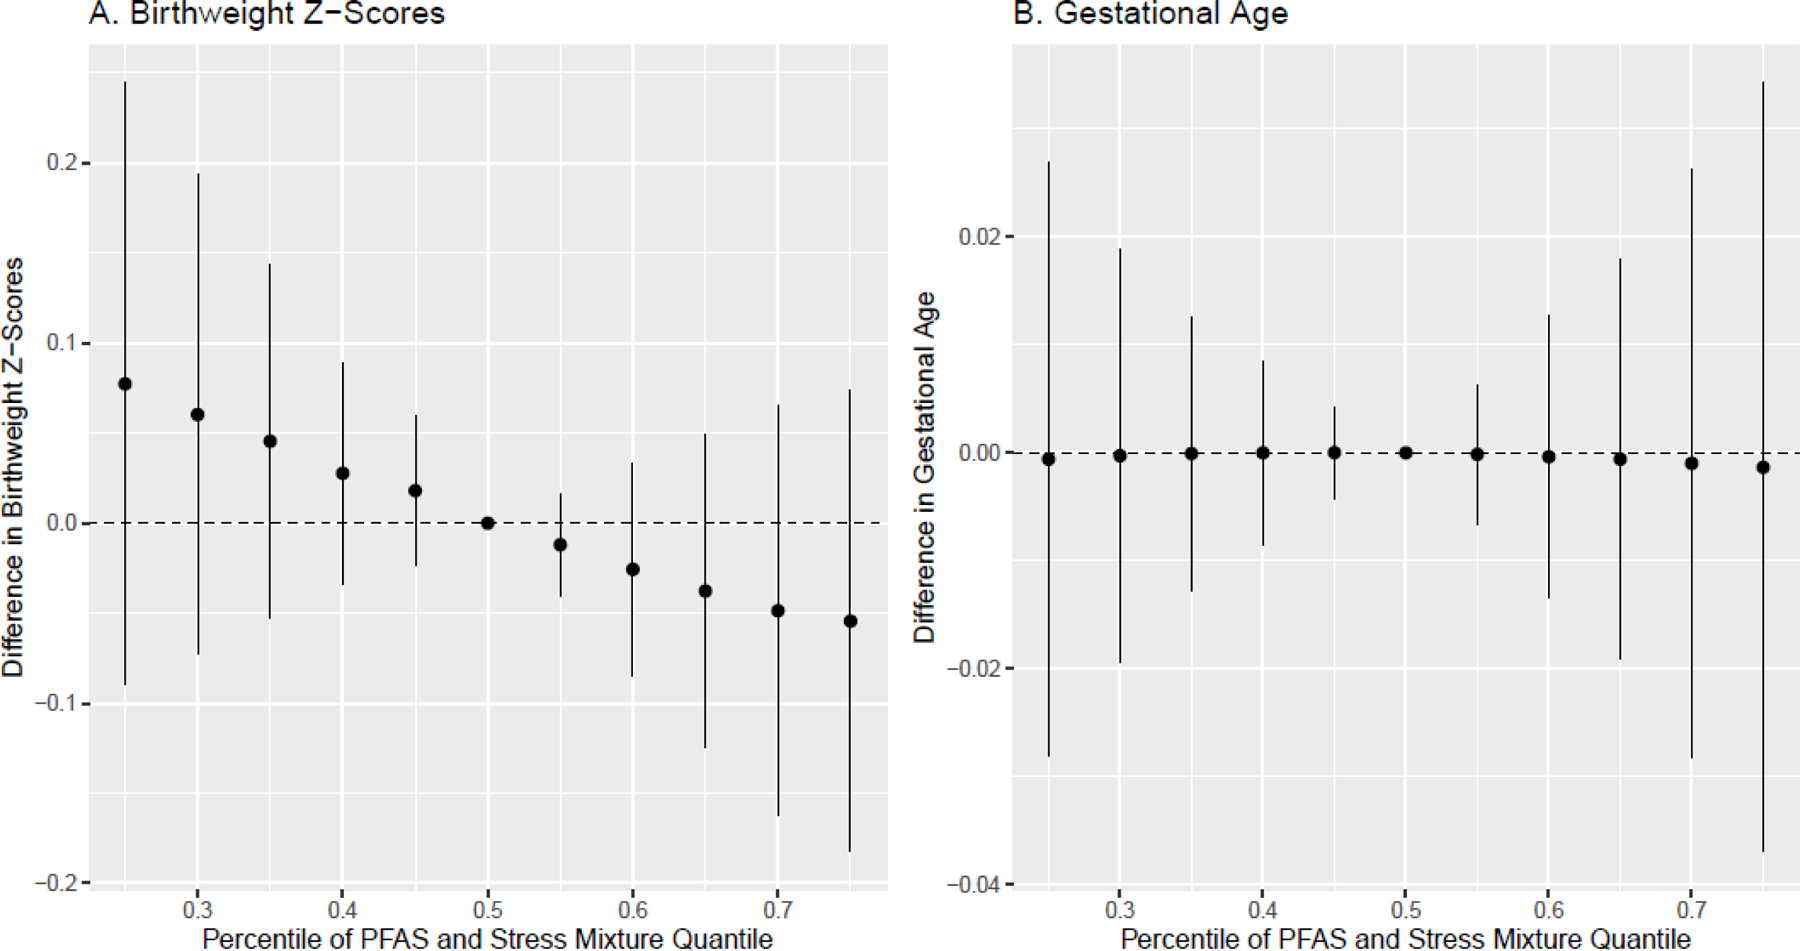 A. Birthweight Z−Scores
Difference in Birthweight Z−Scores
0.2
0.1
0.0
−0.1
−0.2
0.3 0.4 0.5 0.6 0.7
Percentile of PFAS and Stress Mixture Quantile
B. Gestational Age
Difference in Gestational Age
0.02
0.00
−0.02
−0.04
0.3 0.4 0.5 0.6 0.7
Percentile of PFAS and Stress Mixture Quantile